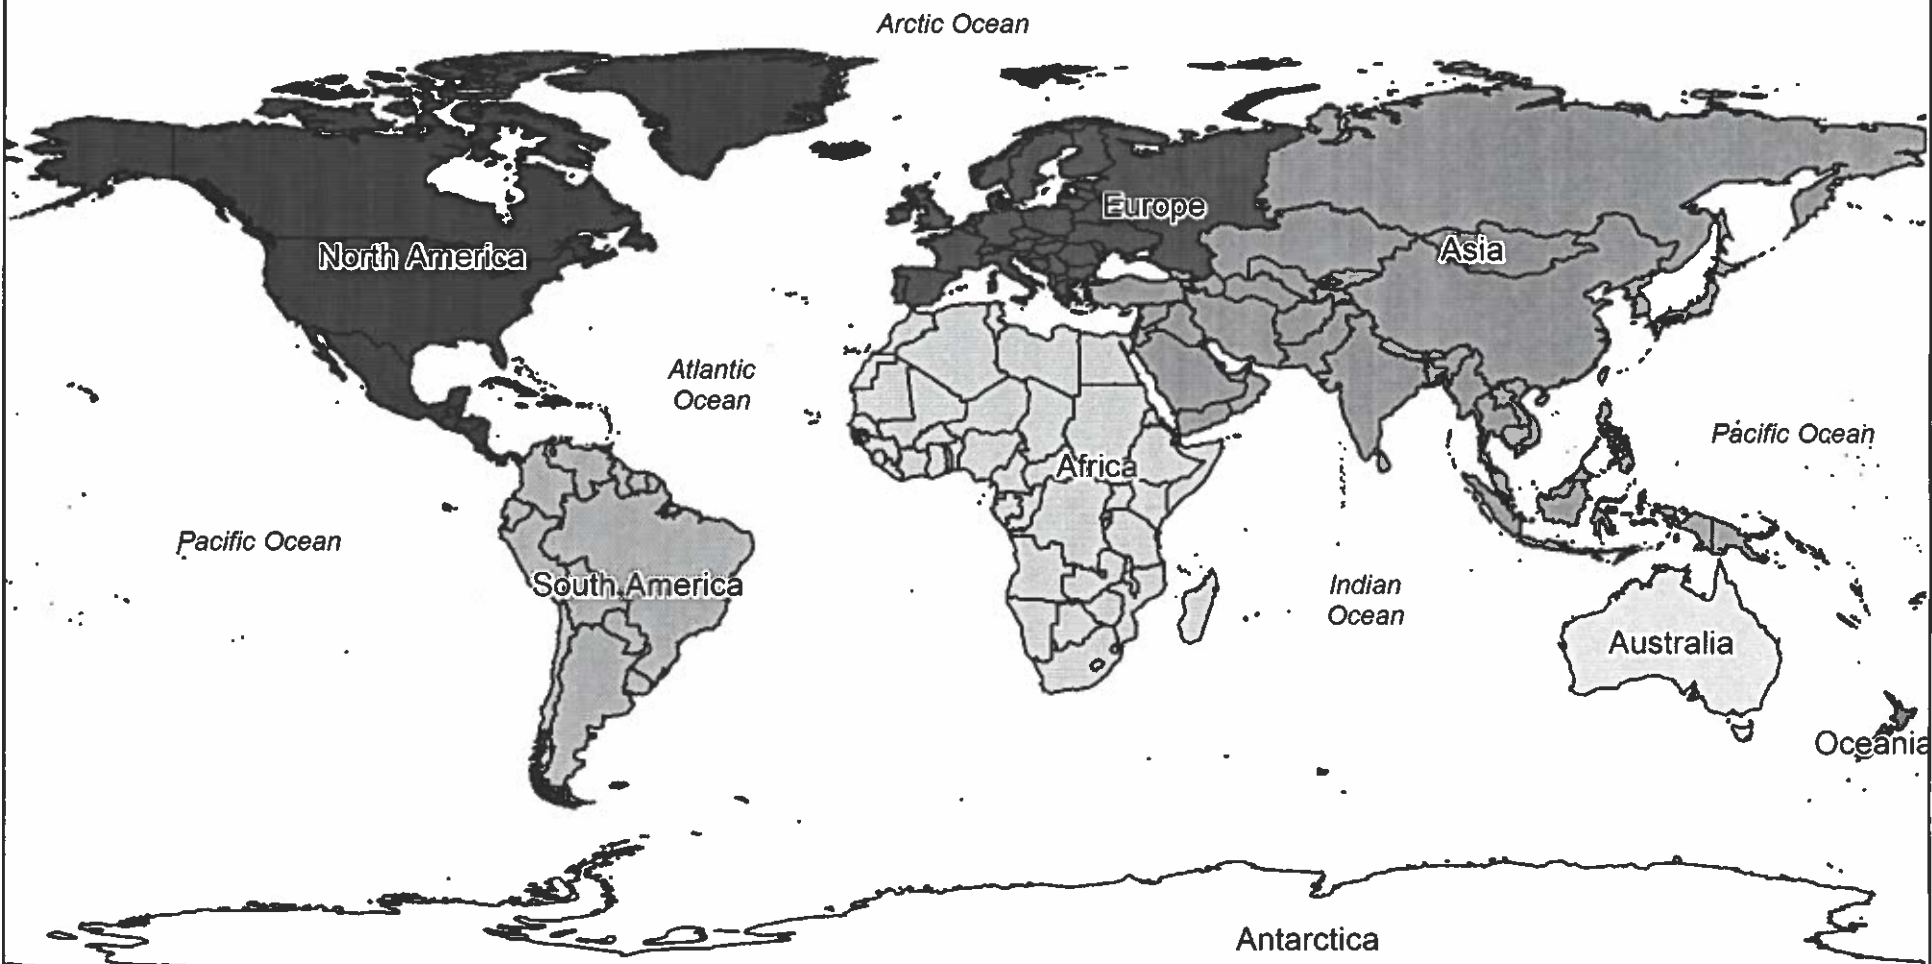 Arctic Ocean
Europe
North America
Asia
Atlantic
Ocean
Pacific Ocean
Africa
Pacific Ocean
South America
Indian
Ocean
Australia
Oceania
Antarctica